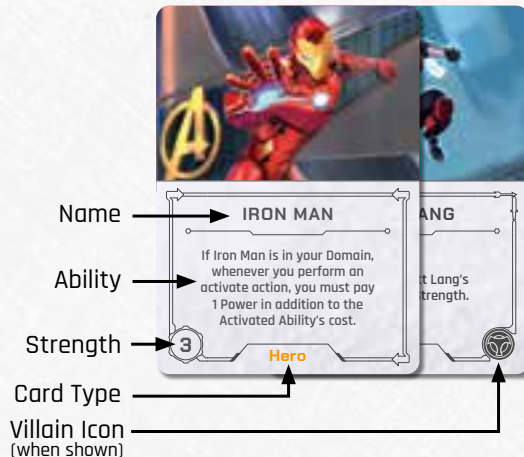 IRON MAN
ANG
Name
If Iron Man is in your Domain,
whenever you perform an
activate action, you must pay
1 Power in addition to the
Activated Ability's cost.
Ability
ct Lang's
trength.
Strength
3
Hero
Card Type
Villain Icon
(when shown)